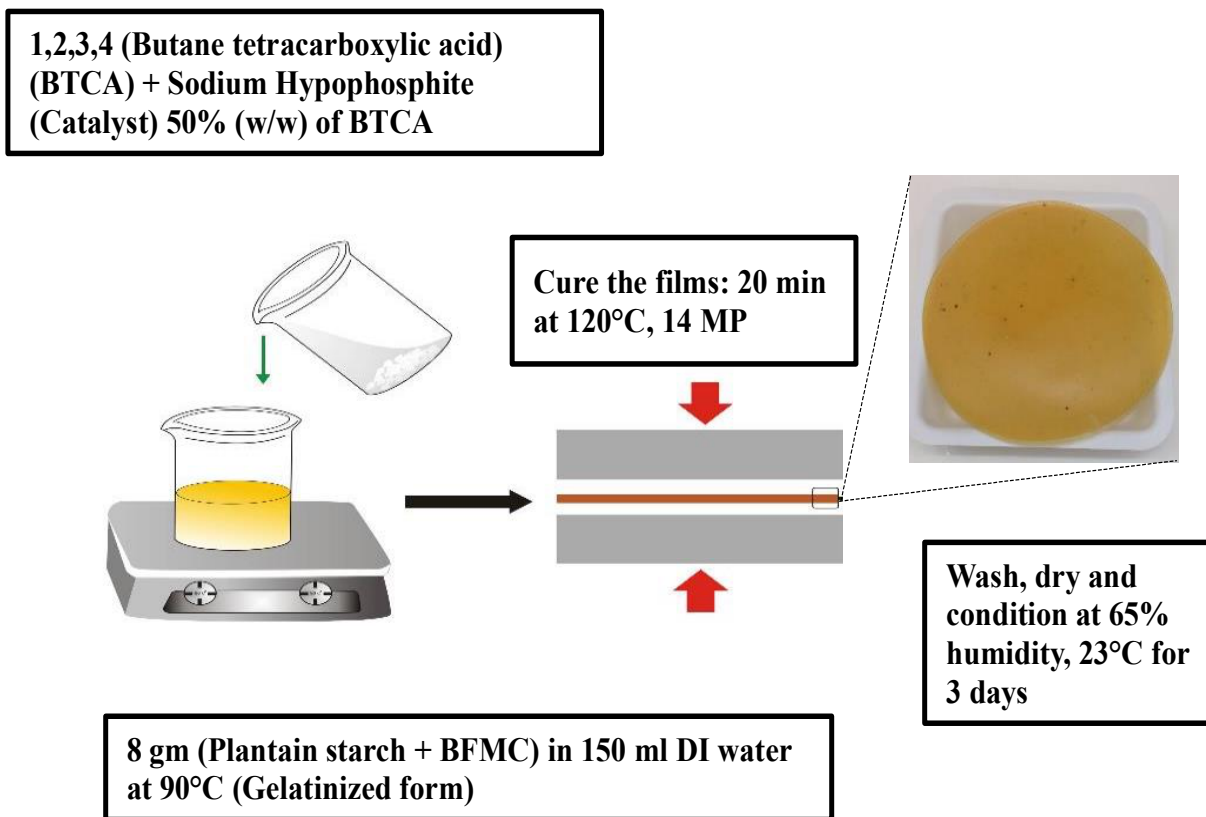 1,2,3,4 (Butane tetracarboxylic acid)
(BTCA) + Sodium Hypophosphite
(Catalyst) 50% (w/w) of BTCA
Cure the films: 20 min
at 120°C, 14 MP
Wash, dry and
condition at 65%
humidity, 23°C for
3 days
8 gm (Plantain starch + BFMC) in 150 ml DI water
at 90°C (Gelatinized form)